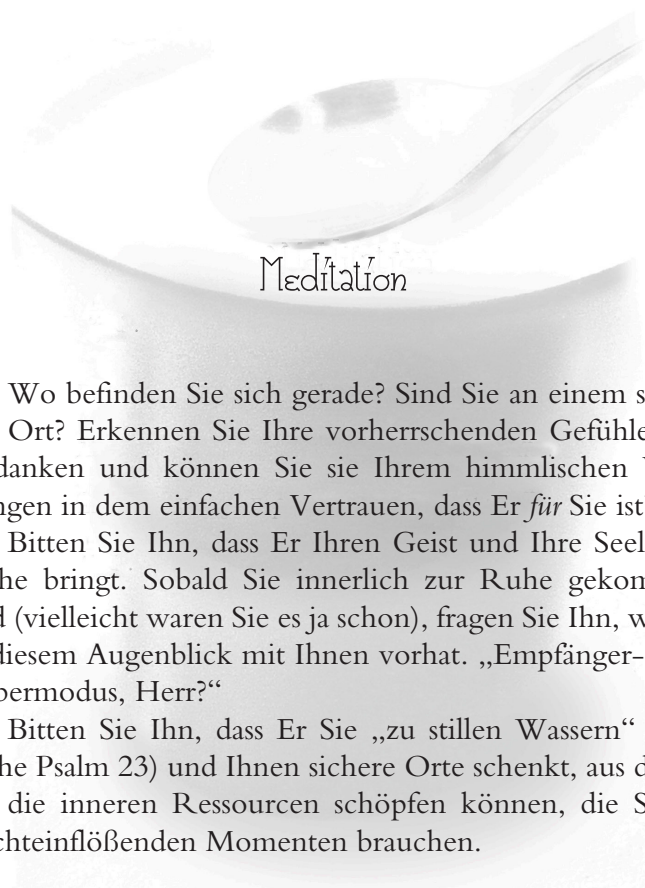 Meditation
Wo befinden Sie sich gerade? Sind Sie an einem s
Ort? Erkennen Sie Ihre vorherrschenden Gefühle
danken und können Sie sie Ihrem himmlischen
ngen in dem einfachen Vertrauen, dass Er für Sie ist
Bitten Sie Ihn, dass Er Ihren Geist und Ihre Seel
he bringt. Sobald Sie innerlich zur Ruhe gekom
d (vielleicht waren Sie es ja schon), fragen Sie Ihn, w
diesem Augenblick mit Ihnen vorhat. „Empfänger-
bermodus, Herr?“
Bitten Sie Ihn, dass Er Sie „zu stillen Wassern“
he Psalm 23) und Ihnen sichere Orte schenkt, aus d
die inneren Ressourcen schöpfen können, die S
chteinflößenden Momenten brauchen.